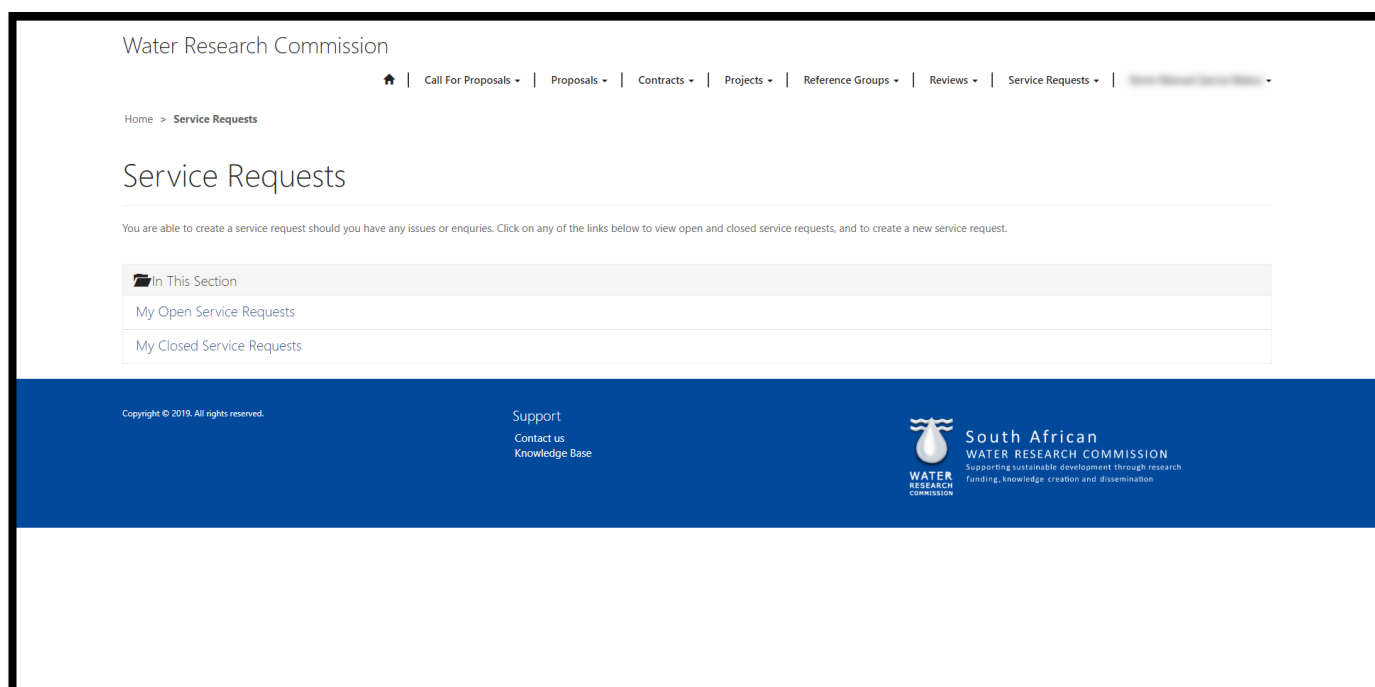 Water Research Commission
Call For Proposals
Proposals
Contracts
Projects
Reference Groups
Reviews
Service Requests
Home > Service Requests
Service Requests
You are able to create a service request should you have any issues or enquries. Click on any of the links below to view open and closed service requests, and to create a new service request.
In This Section
My Open Service Requests
My Closed Service Requests
Copyright © 2019. All rights reserved.
Support
Contact us
Knowledge Base
WATER
RESEARCH
COMMISSION
South African
WATER RESEARCH COMMISSION
Supporting sustainable development through research
funding, knowledge creation and dissemination